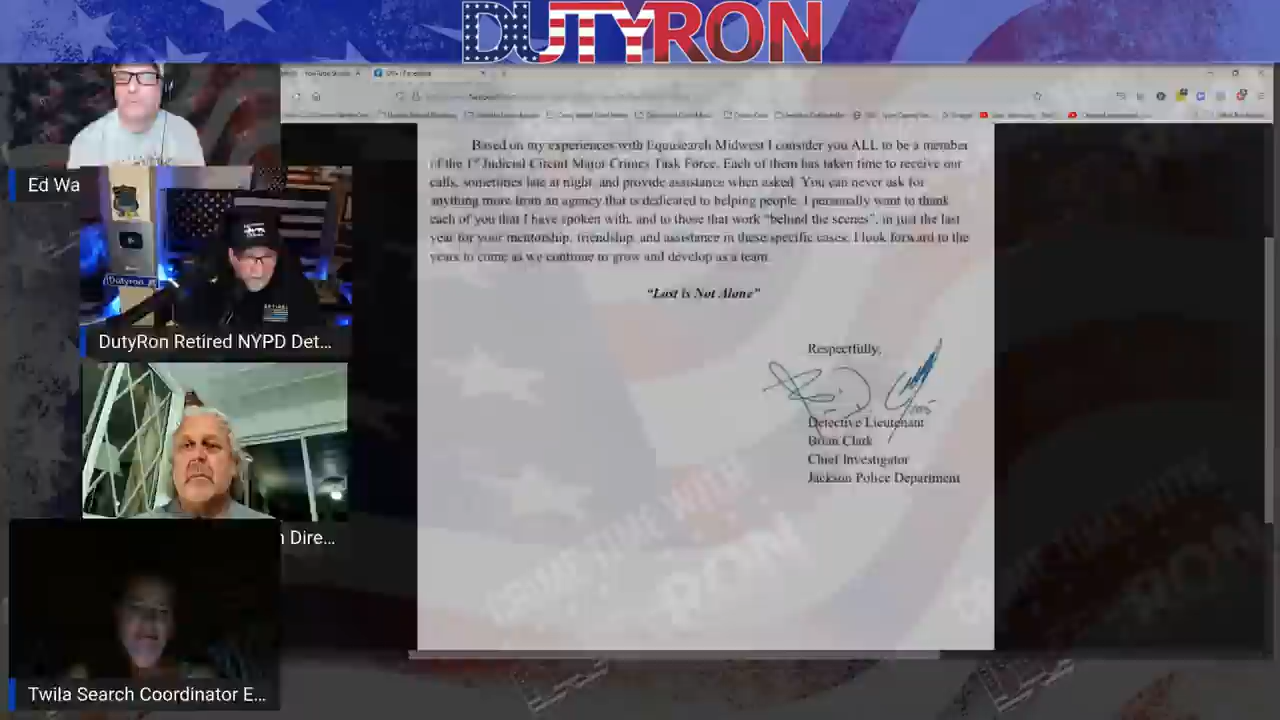 DUTYRON
Based on my experiences with Equusearch Midwest I consider you ALL to be a member
of the 1st Judicial Circuit Major Crimes Task Force. Each of them has taken time to receive our
calls, sometimes late at night, and provide assistance when asked. You can never ask for
anything more from an agency that is dedicated to helping people. I personally want to thank
each of you that I have spoken with, and to those that work “behind the scenes”, in just the last
year for your mentorship, friendship, and assistance in these specific cases. I look forward to the
years to come as we continue to grow and develop as a team.
“Lost is Not Alone”
Respectfully,
Detective Lieutenant
Brian Clark
Chief Investigator
Jackson Police Department
Ed Wa
Dutyron
DutyRon Retired NYPD Det...
n Dire...
Twila Search Coordinator E...
CRIME TIME WITH
RON